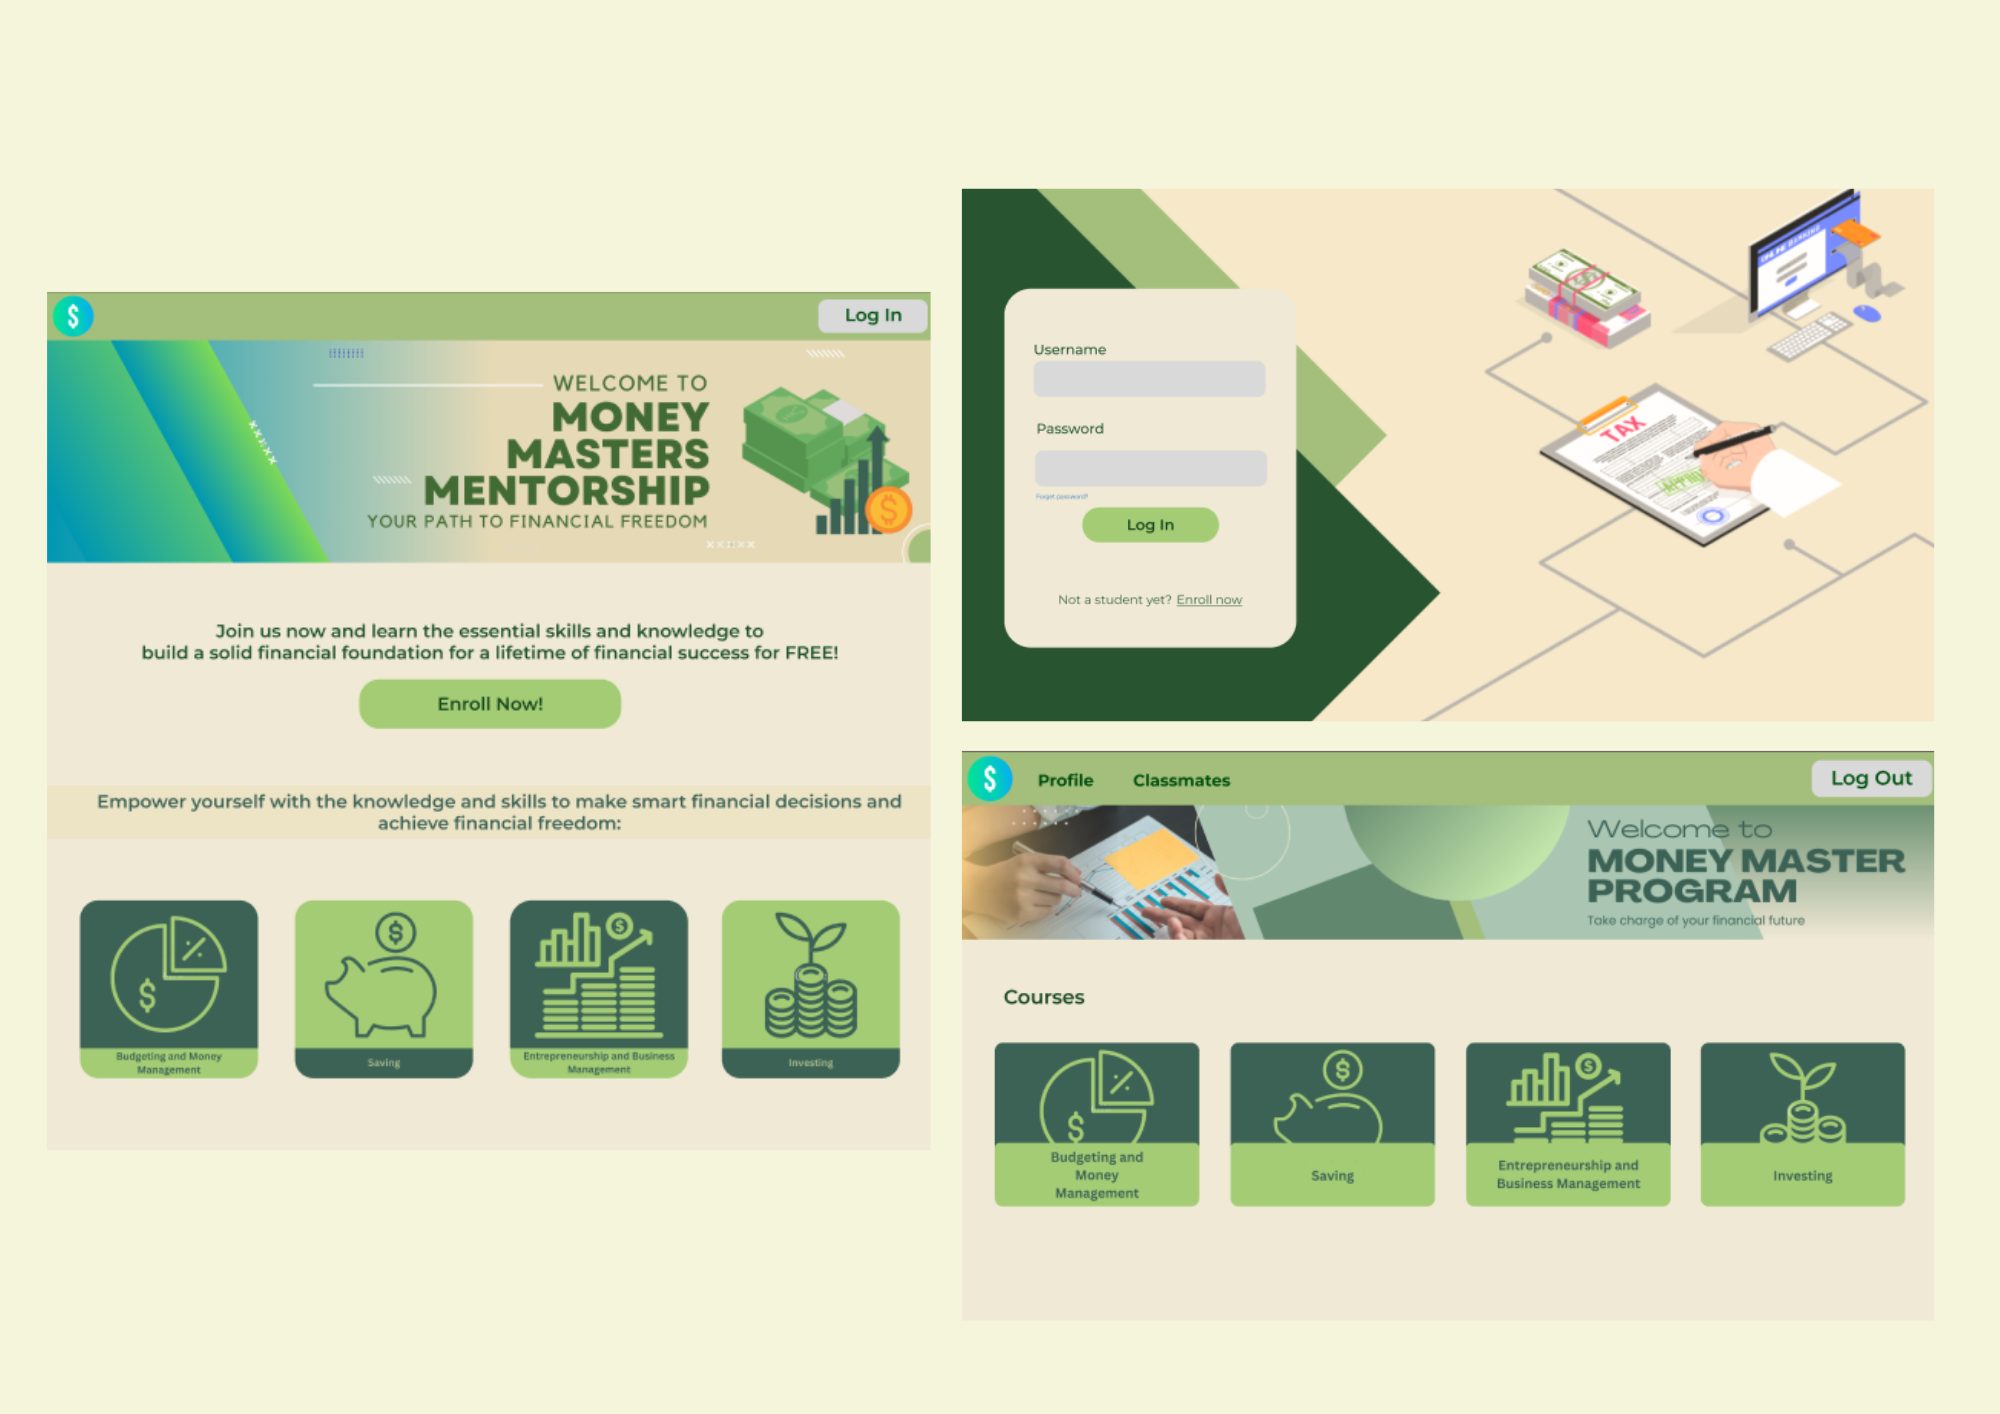 $
Log In
WELCOME TO
MONEY
MASTERS
MENTORSHIP
YOUR PATH TO FINANCIAL FREEDOM
$
Join us now and learn the essential skills and knowledge to
build a solid financial foundation for a lifetime of financial success for FREE!
Enroll Now!
Empower yourself with the knowledge and skills to make smart financial decisions and
achieve financial freedom:
%
$
$
$
Budgeting and Money
Management
Saving
Entrepreneurship and Business
Management
Investing
Username
Password
Forgot password?
Log In
Not a student yet? Enroll now
ONLINE BANKING
TAX
$
Profile
Classmates
Log Out
Welcome to
MONEY MASTER
PROGRAM
Take charge of your financial future
Courses
%
$
$
$
Budgeting and
Money
Management
Saving
Entrepreneurship and
Business Management
Investing